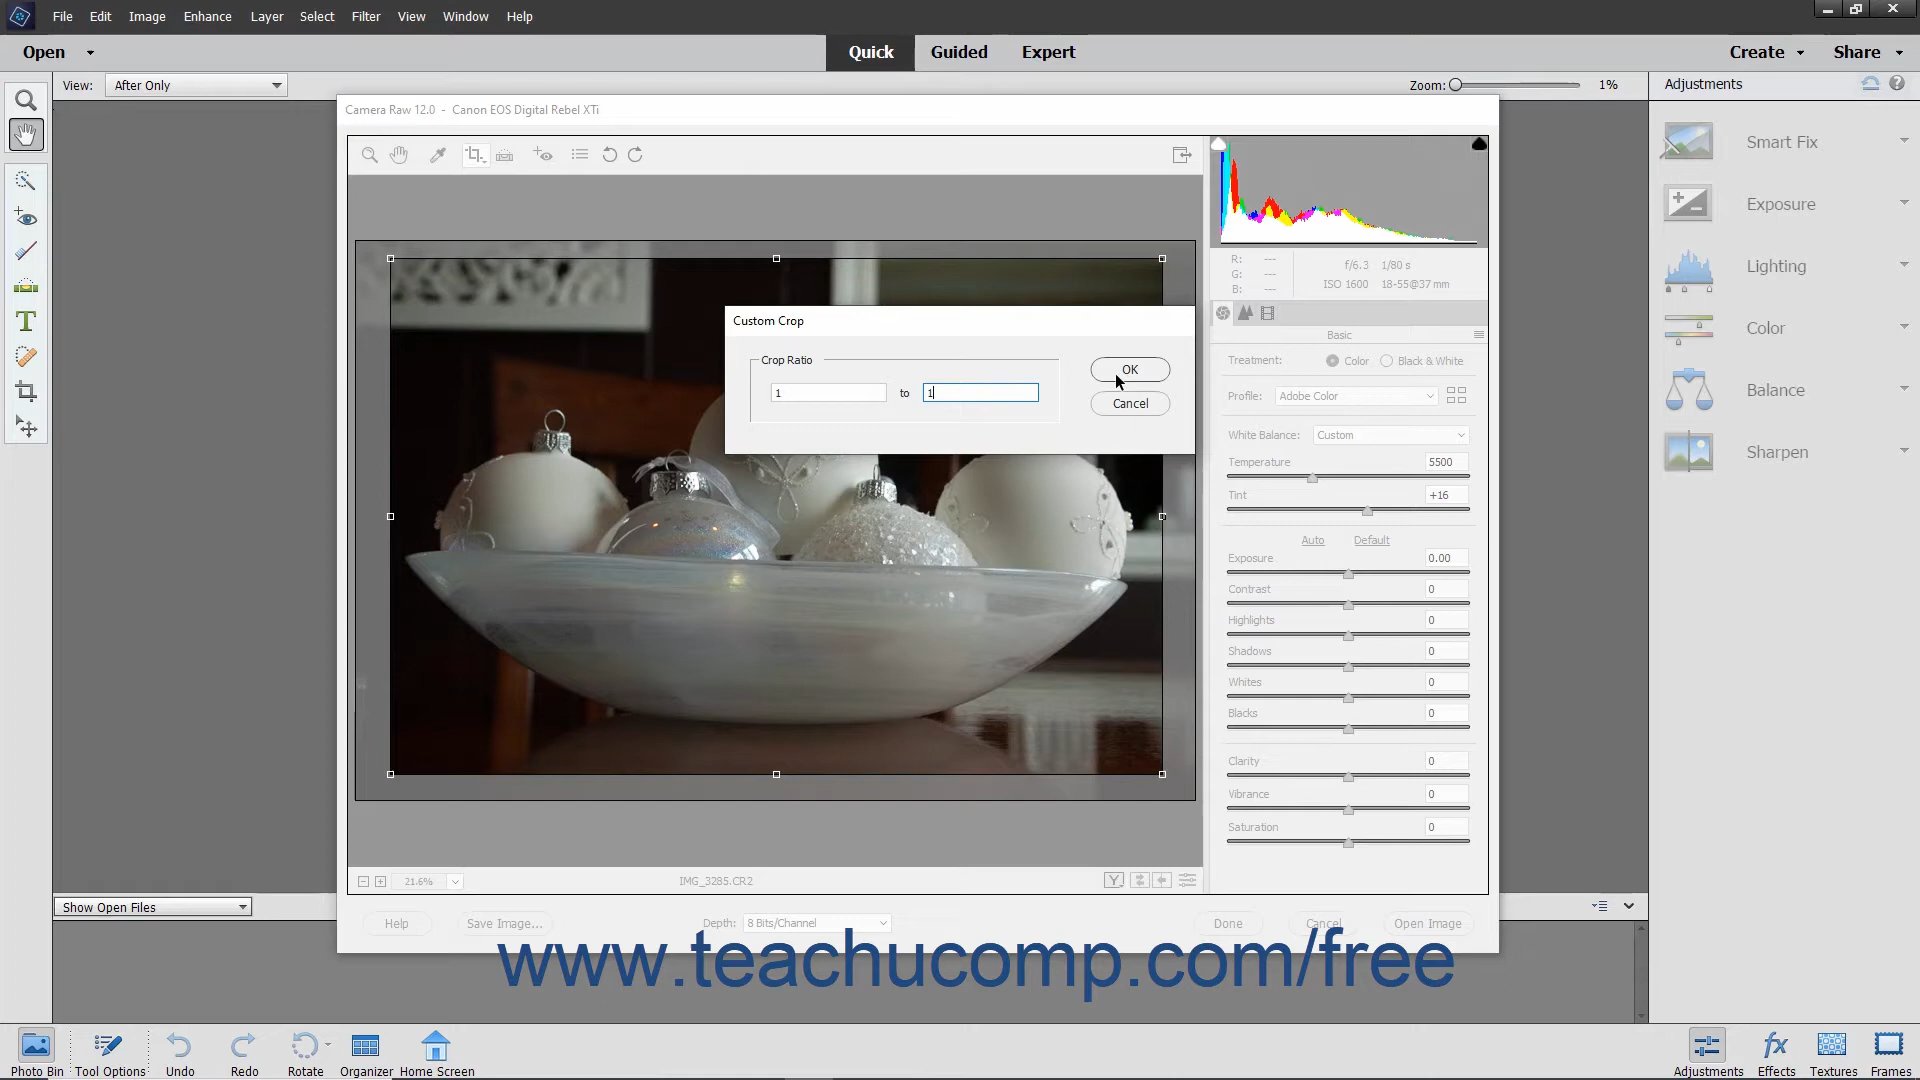 File Edit Image Enhance Layer Select Filter View Window Help
Open Quick Guided Expert Create Share
View: After Only Zoom: 1% Adjustments
Camera Raw 12.0 - Canon EOS Digital Rebel XTi
Smart Fix
Exposure
Lighting
Color
Balance
Sharpen
R: ---
G: ---
B: ---
f/6.3 1/80 s
ISO 1600 18-55@37 mm
Basic
Treatment: Color Black & White
Profile: Adobe Color
White Balance: Custom
Temperature 5500
Tint +16
Auto Default
Exposure 0.00
Contrast 0
Highlights 0
Shadows 0
Whites 0
Blacks 0
Clarity 0
Vibrance 0
Saturation 0
Custom Crop
Crop Ratio
1 to 1
OK
Cancel
21.6% IMG_3285.CR2 Y
Show Open Files
Help Save Image... Depth: 8 Bits/Channel Done Cancel Open Image
www.teachucomp.com/free
Photo Bin Tool Options Undo Redo Rotate Organizer Home Screen fx Adjustments Effects Textures Frames